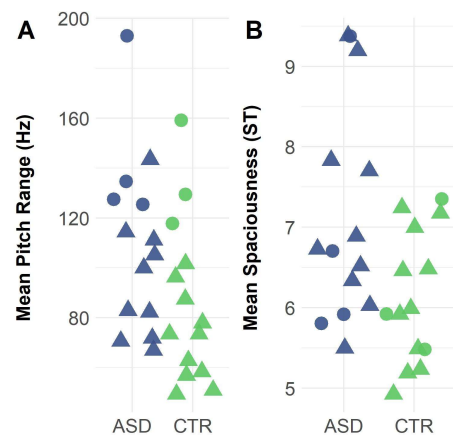 A
Mean Pitch Range (Hz)
200
160
120
80
ASD CTR
B
Mean Spaciousness (ST)
9
8
7
6
5
ASD CTR